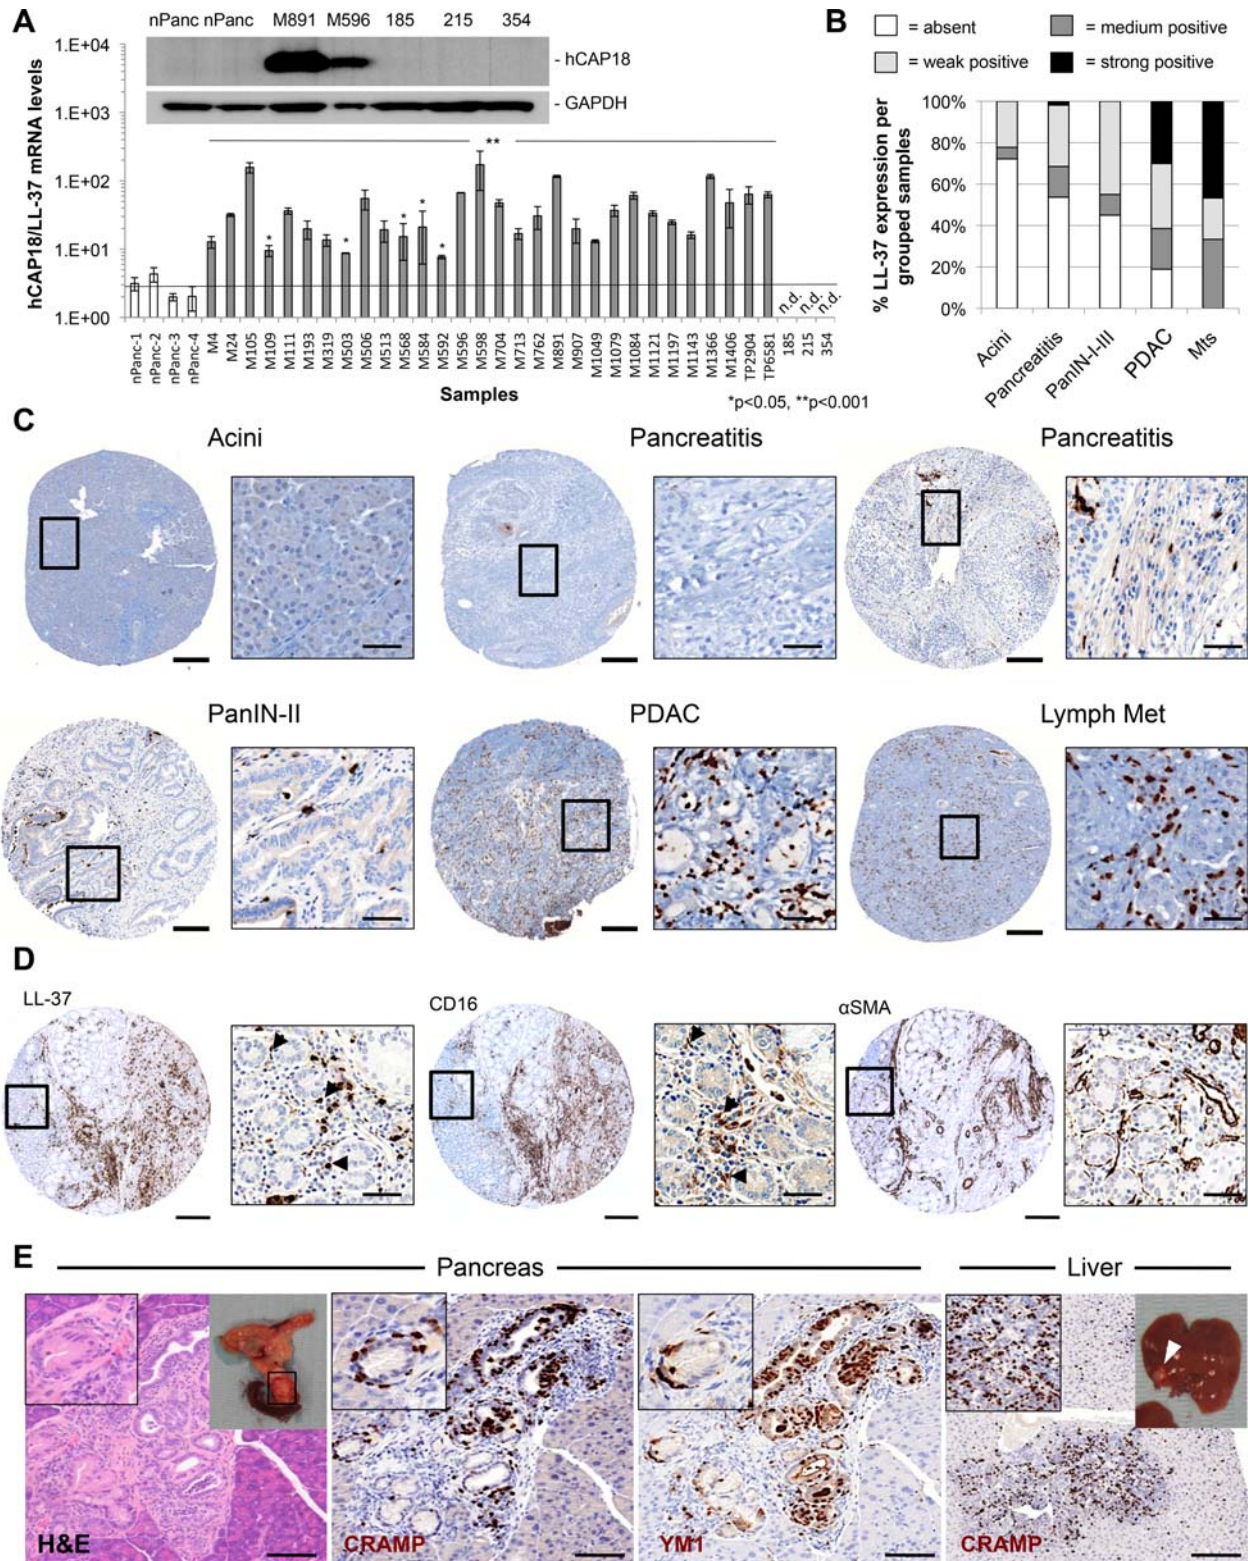 A
nPanc nPanc M891 M596 185 215 354
- hCAP18
- GAPDH
hCAP18/LL-37 mRNA levels
1.E+04
1.E+03
1.E+02
1.E+01
1.E+00
**
* * * * *
n.d. n.d. n.d.
nPanc-1
nPanc-2
nPanc-3
nPanc-4
M4
M24
M105
M109
M111
M193
M319
M503
M506
M513
M568
M584
M592
M596
M598
M704
M713
M762
M891
M907
M1049
M1079
M1084
M1121
M1197
M1143
M1366
M1406
TP2904
TP6581
185
215
354
Samples
*p<0.05, **p<0.001
B
= absent
= medium positive
= weak positive
= strong positive
% LL-37 expression per
grouped samples
100%
80%
60%
40%
20%
0%
Acini
Pancreatitis
PanIN-I-III
PDAC
Mts
C
Acini
Pancreatitis
Pancreatitis
PanIN-II
PDAC
Lymph Met
D
LL-37
CD16
αSMA
E
Pancreas
Liver
H&E
CRAMP
YM1
CRAMP